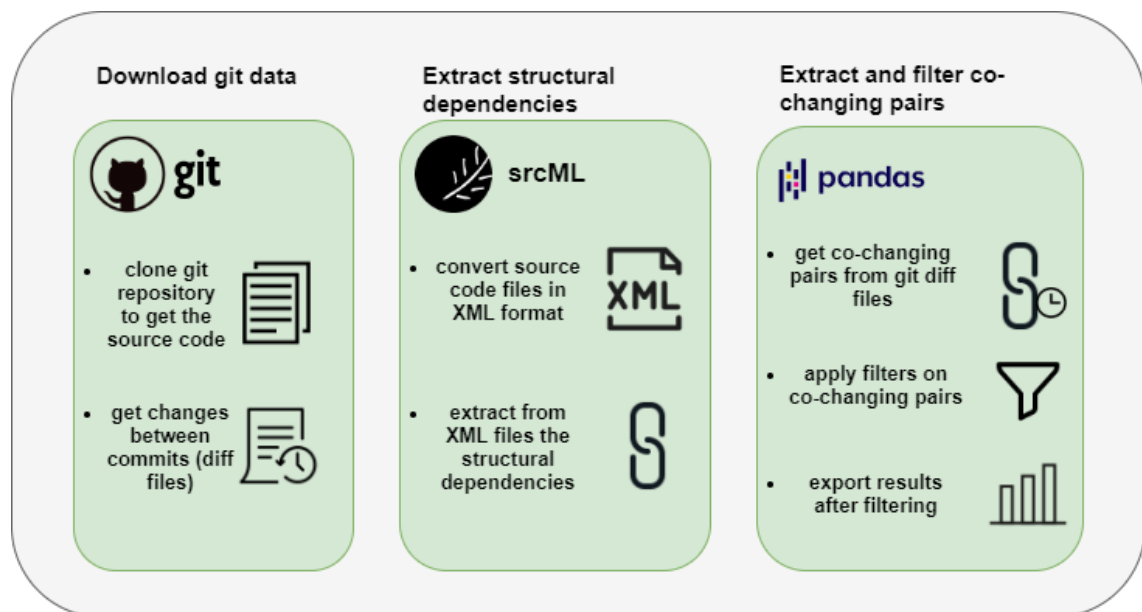 Download git data
git
clone git
repository
to get the
source code
get changes
between
commits (diff
files)
Extract structural
dependencies
srcML
convert source
code files in
XML format
XML
extract from
XML files the
structural
dependencies
Extract and filter co-
changing pairs
pandas
get co-changing
pairs from git diff
files
apply filters on
co-changing pairs
export results
after filtering